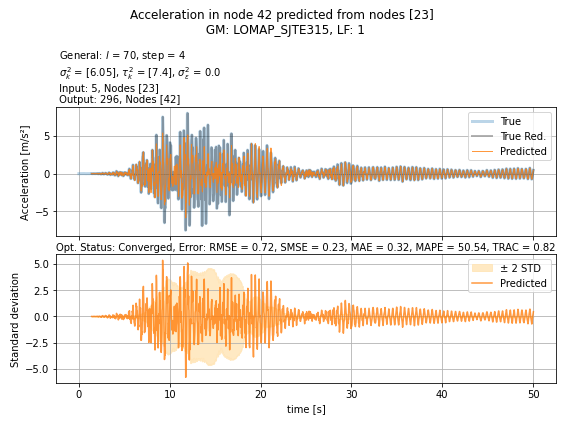 Acceleration in node 42 predicted from nodes [23]
GM: LOMAP_SJTE315, LF: 1
General: l = 70, step = 4
σ²ₖ = [6.05], τ²ₖ = [7.4], σ²ε = 0.0
Input: 5, Nodes [23]
Output: 296, Nodes [42]
True
True Red.
Predicted
Acceleration [m/s²]
5
0
−5
Opt. Status: Converged, Error: RMSE = 0.72, SMSE = 0.23, MAE = 0.32, MAPE = 50.54, TRAC = 0.82
± 2 STD
Predicted
Standard deviation
5.0
2.5
0.0
−2.5
−5.0
0 10 20 30 40 50
time [s]